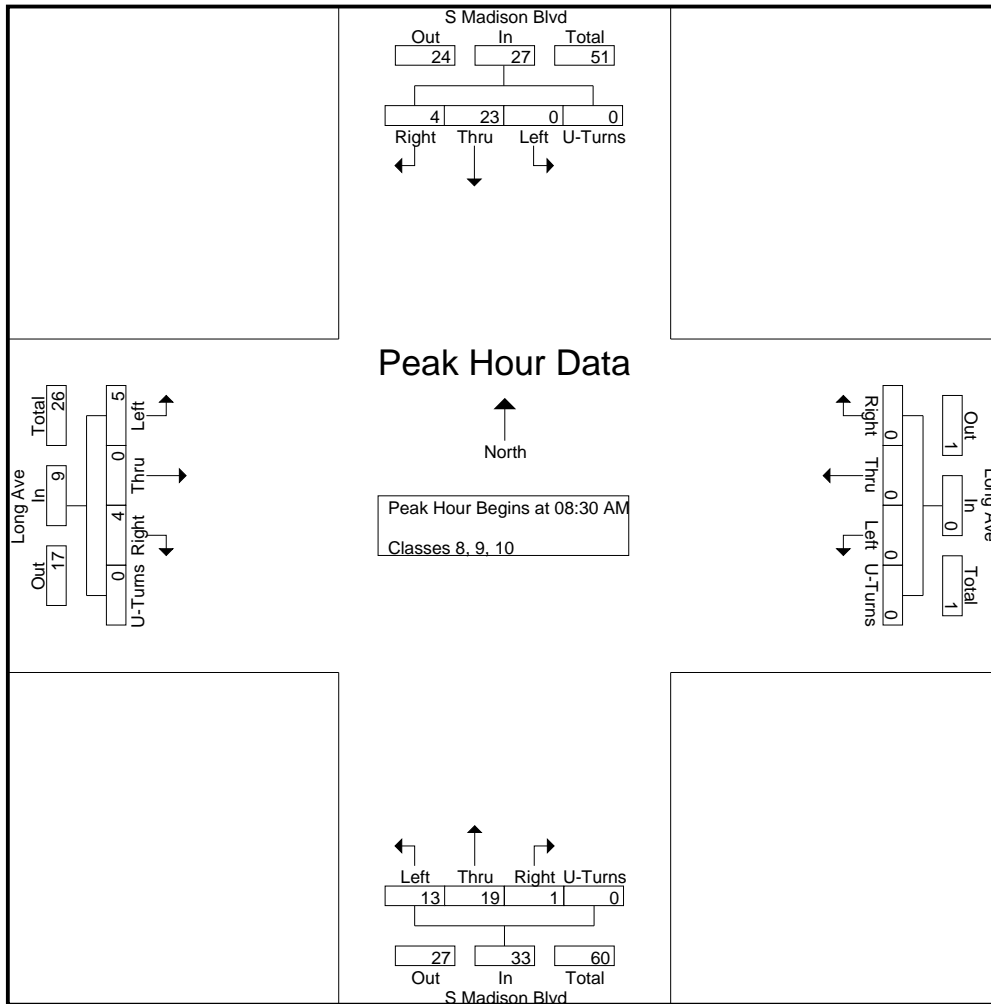 S Madison Blvd
Out In Total
24 27 51
4 23 0 0
Right Thru Left U-Turns
Peak Hour Data
North
Peak Hour Begins at 08:30 AM
Classes 8, 9, 10
Long Ave
Total In Out
26 9 17
5 0 4 0
Left Thru Right U-Turns
Long Ave
Out In Total
1 0 1
0 0 0 0
Right Thru Left U-Turns
Left Thru Right U-Turns
13 19 1 0
27 33 60
Out In Total
S Madison Blvd